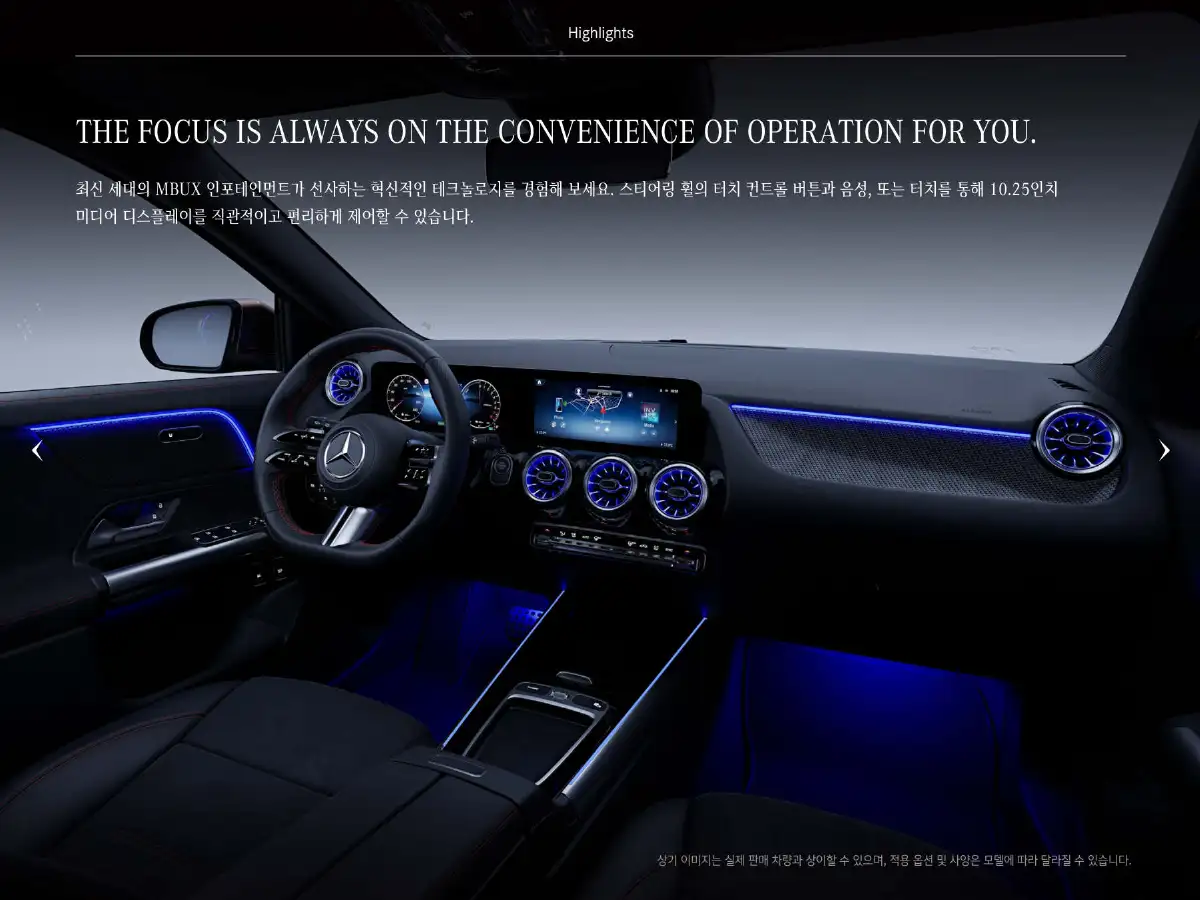 Highlights
THE FOCUS IS ALWAYS ON THE CONVENIENCE OF OPERATION FOR YOU.
최신 세대의 MBUX 인포테인먼트가 선사하는 혁신적인 테크놀로지를 경험해 보세요. 스티어링 휠의 터치 컨트롤 버튼과 음성, 또는 터치를 통해 10.25인치
미디어 디스플레이를 직관적이고 편리하게 제어할 수 있습니다.
상기 이미지는 실제 판매 차량과 상이할 수 있으며, 적용 옵션 및 사양은 모델에 따라 달라질 수 있습니다.